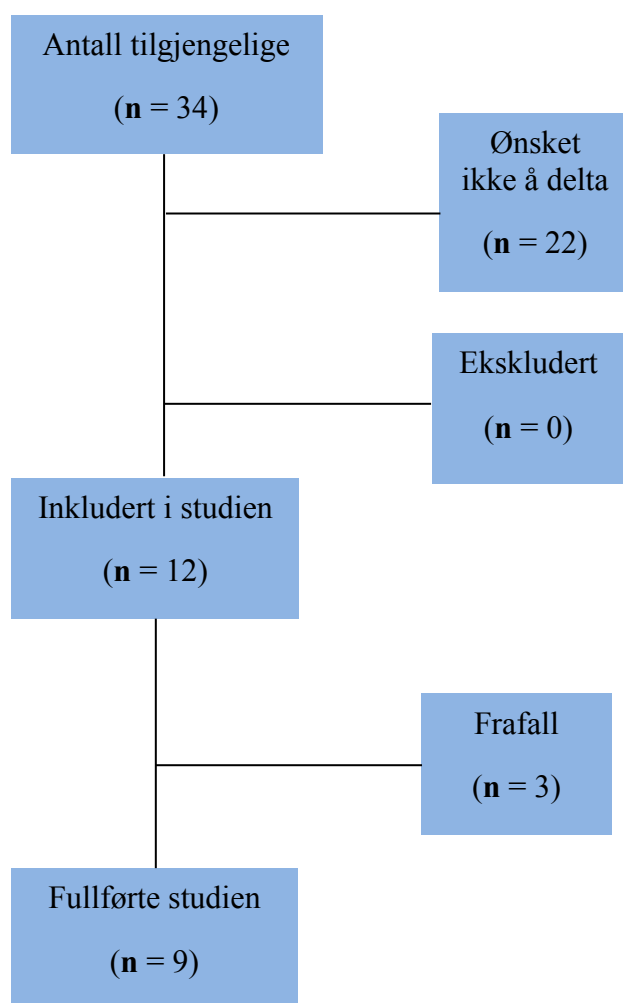 Antall tilgjengelige
(n = 34)
Ønsket
ikke å delta
(n = 22)
Ekskludert
(n = 0)
Inkludert i studien
(n = 12)
Frafall
(n = 3)
Fullførte studien
(n = 9)